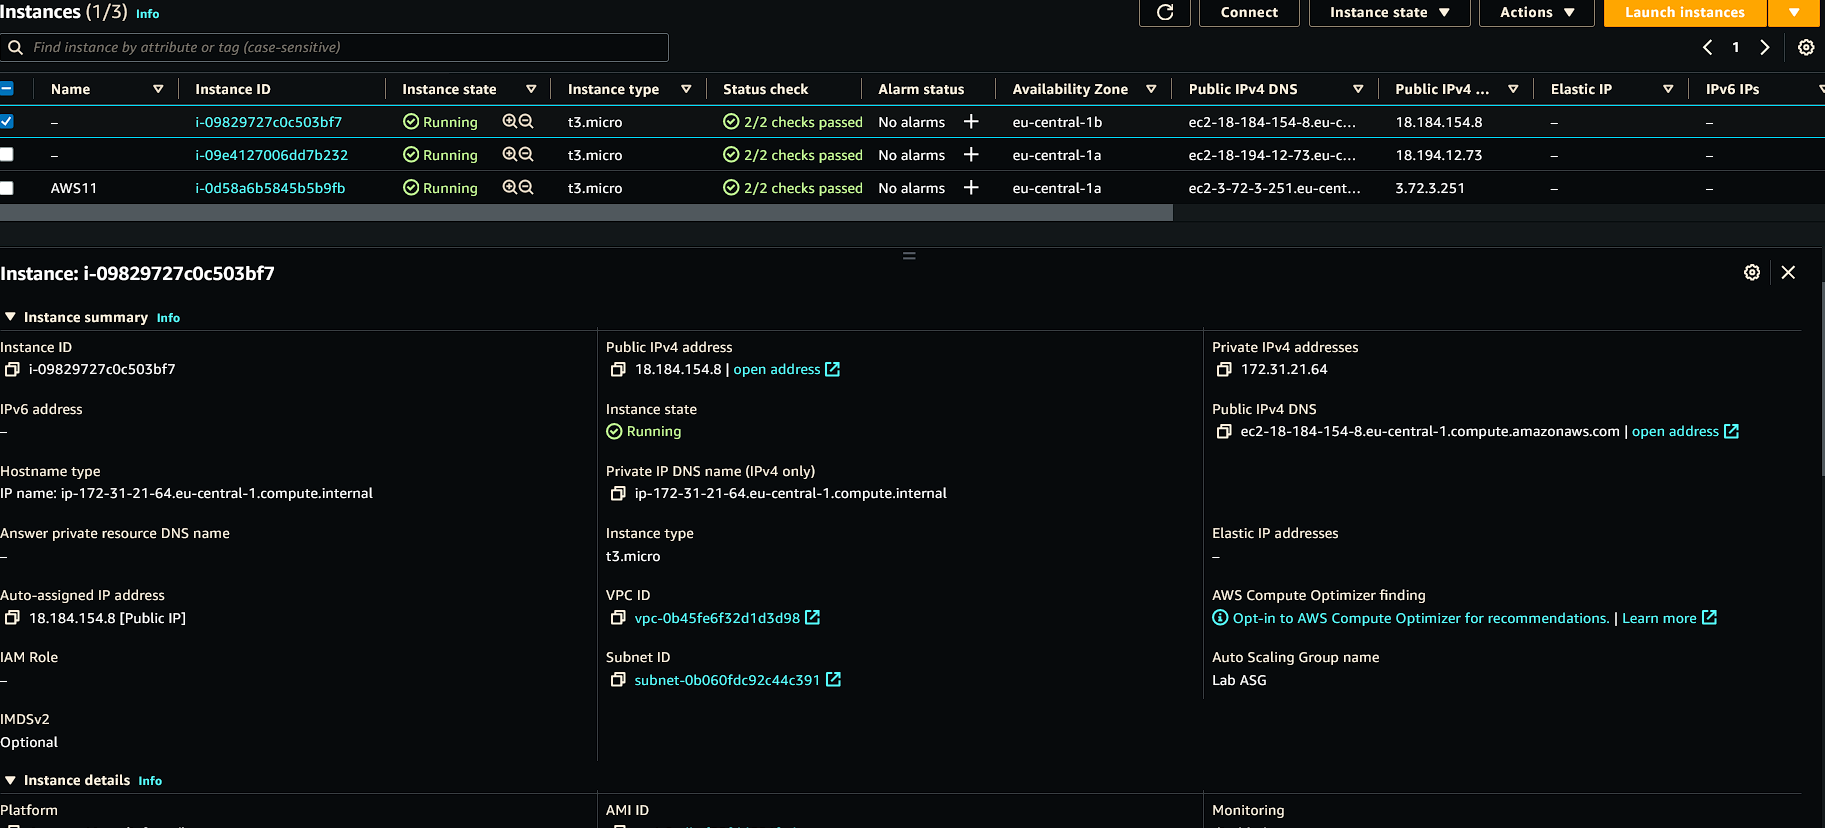 Instances (1/3) Info
Connect Instance state Actions Launch instances
Find instance by attribute or tag (case-sensitive)
1
Name Instance ID Instance state Instance type Status check Alarm status Availability Zone Public IPv4 DNS Public IPv4 ... Elastic IP IPv6 IPs
– i-09829727c0c503bf7 Running t3.micro 2/2 checks passed No alarms + eu-central-1b ec2-18-184-154-8.eu-c... 18.184.154.8 – –
– i-09e4127006dd7b232 Running t3.micro 2/2 checks passed No alarms + eu-central-1a ec2-18-194-12-73.eu-c... 18.194.12.73 – –
AWS11 i-0d58a6b5845b5b9fb Running t3.micro 2/2 checks passed No alarms + eu-central-1a ec2-3-72-3-251.eu-cent... 3.72.3.251 – –
Instance: i-09829727c0c503bf7
Instance summary Info
Instance ID Public IPv4 address Private IPv4 addresses
i-09829727c0c503bf7 18.184.154.8 | open address 172.31.21.64
IPv6 address Instance state Public IPv4 DNS
– Running ec2-18-184-154-8.eu-central-1.compute.amazonaws.com | open address
Hostname type Private IP DNS name (IPv4 only)
IP name: ip-172-31-21-64.eu-central-1.compute.internal ip-172-31-21-64.eu-central-1.compute.internal
Answer private resource DNS name Instance type Elastic IP addresses
– t3.micro –
Auto-assigned IP address VPC ID AWS Compute Optimizer finding
18.184.154.8 [Public IP] vpc-0b45fe6f32d1d3d98 Opt-in to AWS Compute Optimizer for recommendations. | Learn more
IAM Role Subnet ID Auto Scaling Group name
– subnet-0b060fdc92c44c391 Lab ASG
IMDSv2
Optional
Instance details Info
Platform AMI ID Monitoring